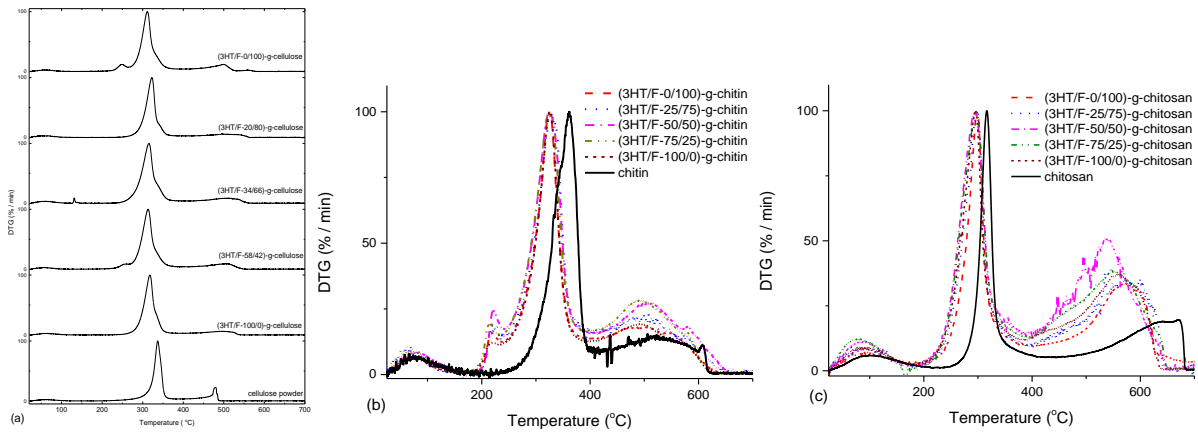 100
(3HT/F-0/100)-g-cellulose
0
100
(3HT/F-20/80)-g-cellulose
0
100
(3HT/F-34/66)-g-cellulose
0
100
(3HT/F-58/42)-g-cellulose
0
100
(3HT/F-100/0)-g-cellulose
0
100
cellulose powder
0
100 200 300 400 500 600 700
DTG (% / min)
Temperature (°C)
(a)
(3HT/F-0/100)-g-chitin
(3HT/F-25/75)-g-chitin
(3HT/F-50/50)-g-chitin
(3HT/F-75/25)-g-chitin
(3HT/F-100/0)-g-chitin
chitin
100
50
0
DTG (% / min)
200 400 600
Temperature (°C)
(b)
(3HT/F-0/100)-g-chitosan
(3HT/F-25/75)-g-chitosan
(3HT/F-50/50)-g-chitosan
(3HT/F-75/25)-g-chitosan
(3HT/F-100/0)-g-chitosan
chitosan
100
50
0
DTG (% / min)
200 400 600
Temperature (°C)
(c)